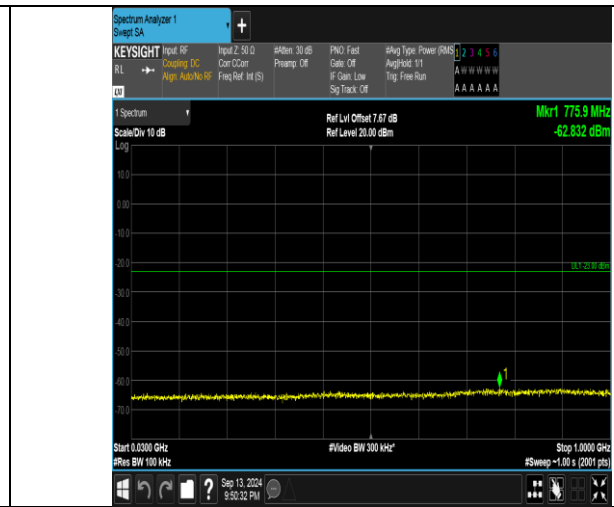 Spectrum Analyzer 1
Swept SA
+
KEYSIGHT Input: RF Input Z: 50 Ω #Atten: 30 dB PNO: Fast #Avg Type: Power (RMS 1 2 3 4 5 6
RL Coupling: DC Corr CCorr Preamp: Off Gate: Off Avg|Hold: 1/1 A W W W W W
Align: Auto/No RF Freq Ref: Int (S) IF Gain: Low Trig: Free Run
Sig Track: Off A A A A A A
LXI
1 Spectrum Ref Lvl Offset 7.67 dB Mkr1 775.9 MHz
Scale/Div 10 dB Ref Level 20.00 dBm -62.832 dBm
Log
10.0
0.00
-10.0
-20.0
DL1 -23.00 dBm
-30.0
-40.0
-50.0
1
-60.0
-70.0
Start 0.0300 GHz #Video BW 300 kHz* Stop 1.0000 GHz
#Res BW 100 kHz #Sweep ~1.00 s (2001 pts)
? Sep 13, 2024
9:50:32 PM